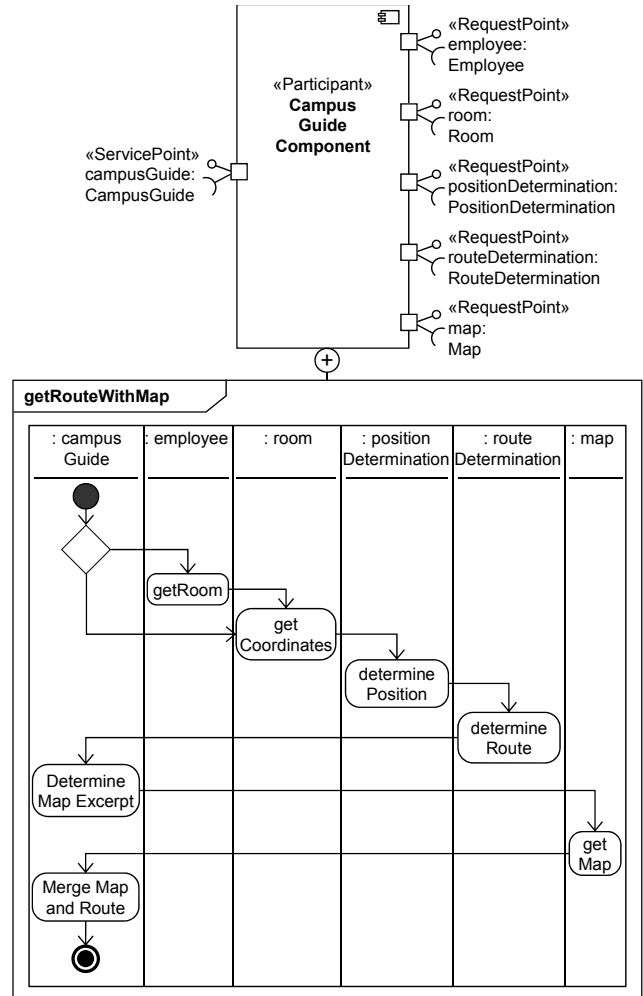 «RequestPoint»
employee:
Employee
«Participant»
Campus
Guide
Component
«RequestPoint»
room:
Room
«ServicePoint»
campusGuide:
CampusGuide
«RequestPoint»
positionDetermination:
PositionDetermination
«RequestPoint»
routeDetermination:
RouteDetermination
«RequestPoint»
map:
Map
getRouteWithMap
: campus
Guide
: employee
: room
: position
Determination
: route
Determination
: map
getRoom
get
Coordinates
determine
Position
determine
Route
Determine
Map Excerpt
get
Map
Merge Map
and Route